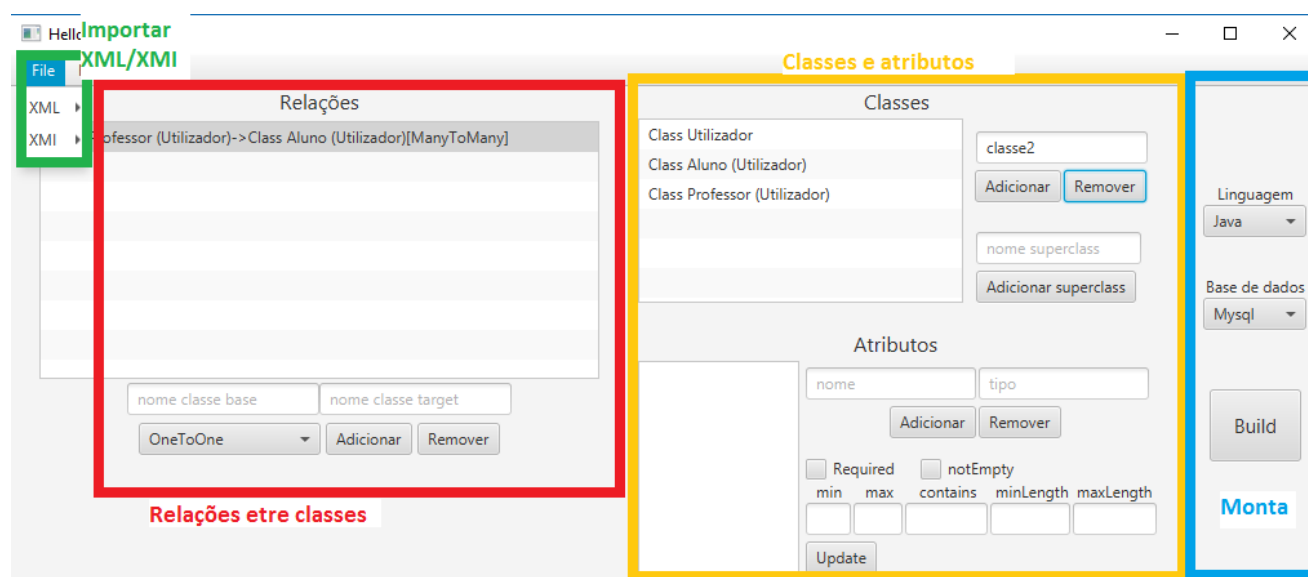 Importar
XML/XMI
File
XML
XMI
Relações
ofessor (Utilizador)->Class Aluno (Utilizador)[ManyToMany]
nome classe base
nome classe target
OneToOne
Adicionar
Remover
Relações etre classes
Classes e atributos
Classes
Class Utilizador
Class Aluno (Utilizador)
Class Professor (Utilizador)
classe2
Adicionar
Remover
nome superclass
Adicionar superclass
Atributos
nome
tipo
Adicionar
Remover
Required
notEmpty
min
max
contains
minLength
maxLength
Update
Linguagem
Java
Base de dados
Mysql
Build
Monta